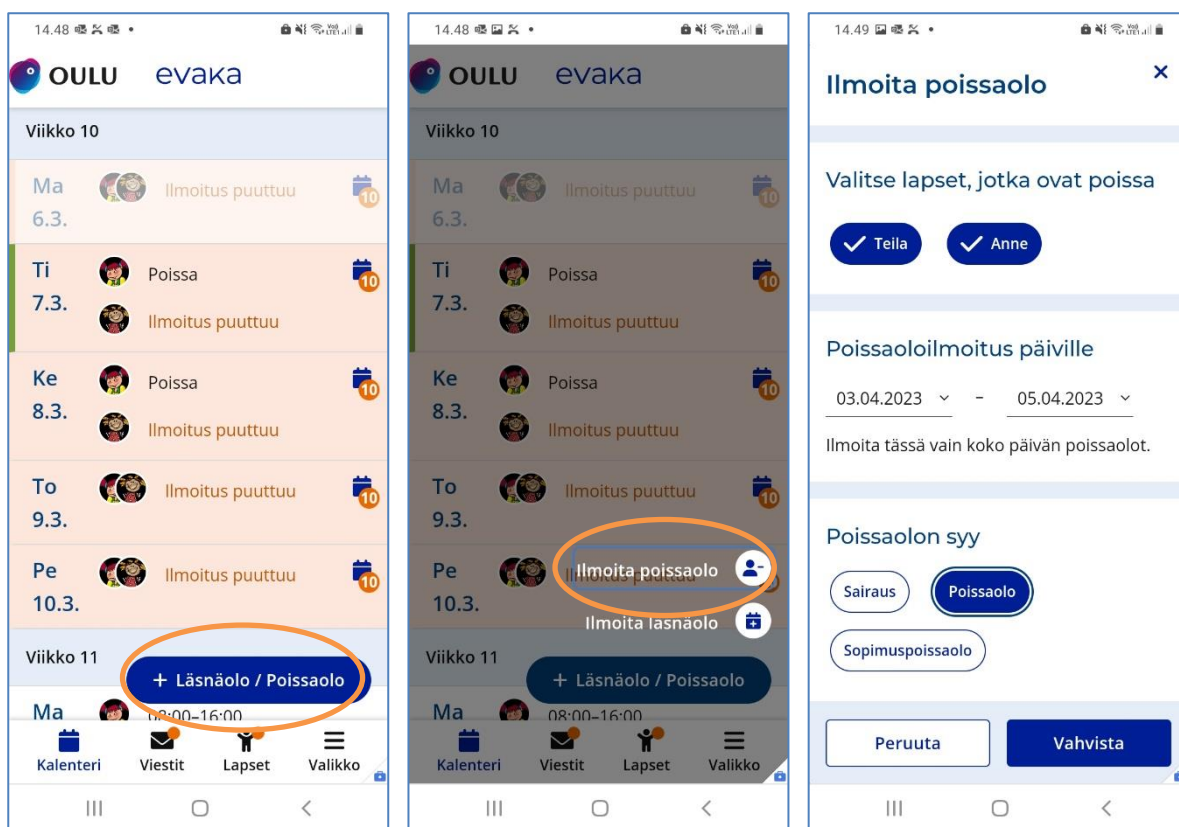 14.48
OULU evaka
Viikko 10
Ma
6.3.
Ilmoitus puuttuu
10
Ti
7.3.
Poissa
Ilmoitus puuttuu
10
Ke
8.3.
Poissa
Ilmoitus puuttuu
10
To
9.3.
Ilmoitus puuttuu
10
Pe
10.3.
Ilmoitus puuttuu
10
Viikko 11
+ Läsnäolo / Poissaolo
Ma
08:00–16:00
Kalenteri Viestit Lapset Valikko
14.48
OULU evaka
Viikko 10
Ma
6.3.
Ilmoitus puuttuu
10
Ti
7.3.
Poissa
Ilmoitus puuttuu
10
Ke
8.3.
Poissa
Ilmoitus puuttuu
10
To
9.3.
Ilmoitus puuttuu
10
Pe
10.3.
Ilmoitus puuttuu
Ilmoita poissaolo
Ilmoita läsnäolo
Viikko 11
+ Läsnäolo / Poissaolo
Ma
08:00–16:00
Kalenteri Viestit Lapset Valikko
14.49
Ilmoita poissaolo
Valitse lapset, jotka ovat poissa
Teila Anne
Poissaoloilmoitus päiville
03.04.2023 – 05.04.2023
Ilmoita tässä vain koko päivän poissaolot.
Poissaolon syy
Sairaus Poissaolo
Sopimuspoissaolo
Peruuta Vahvista